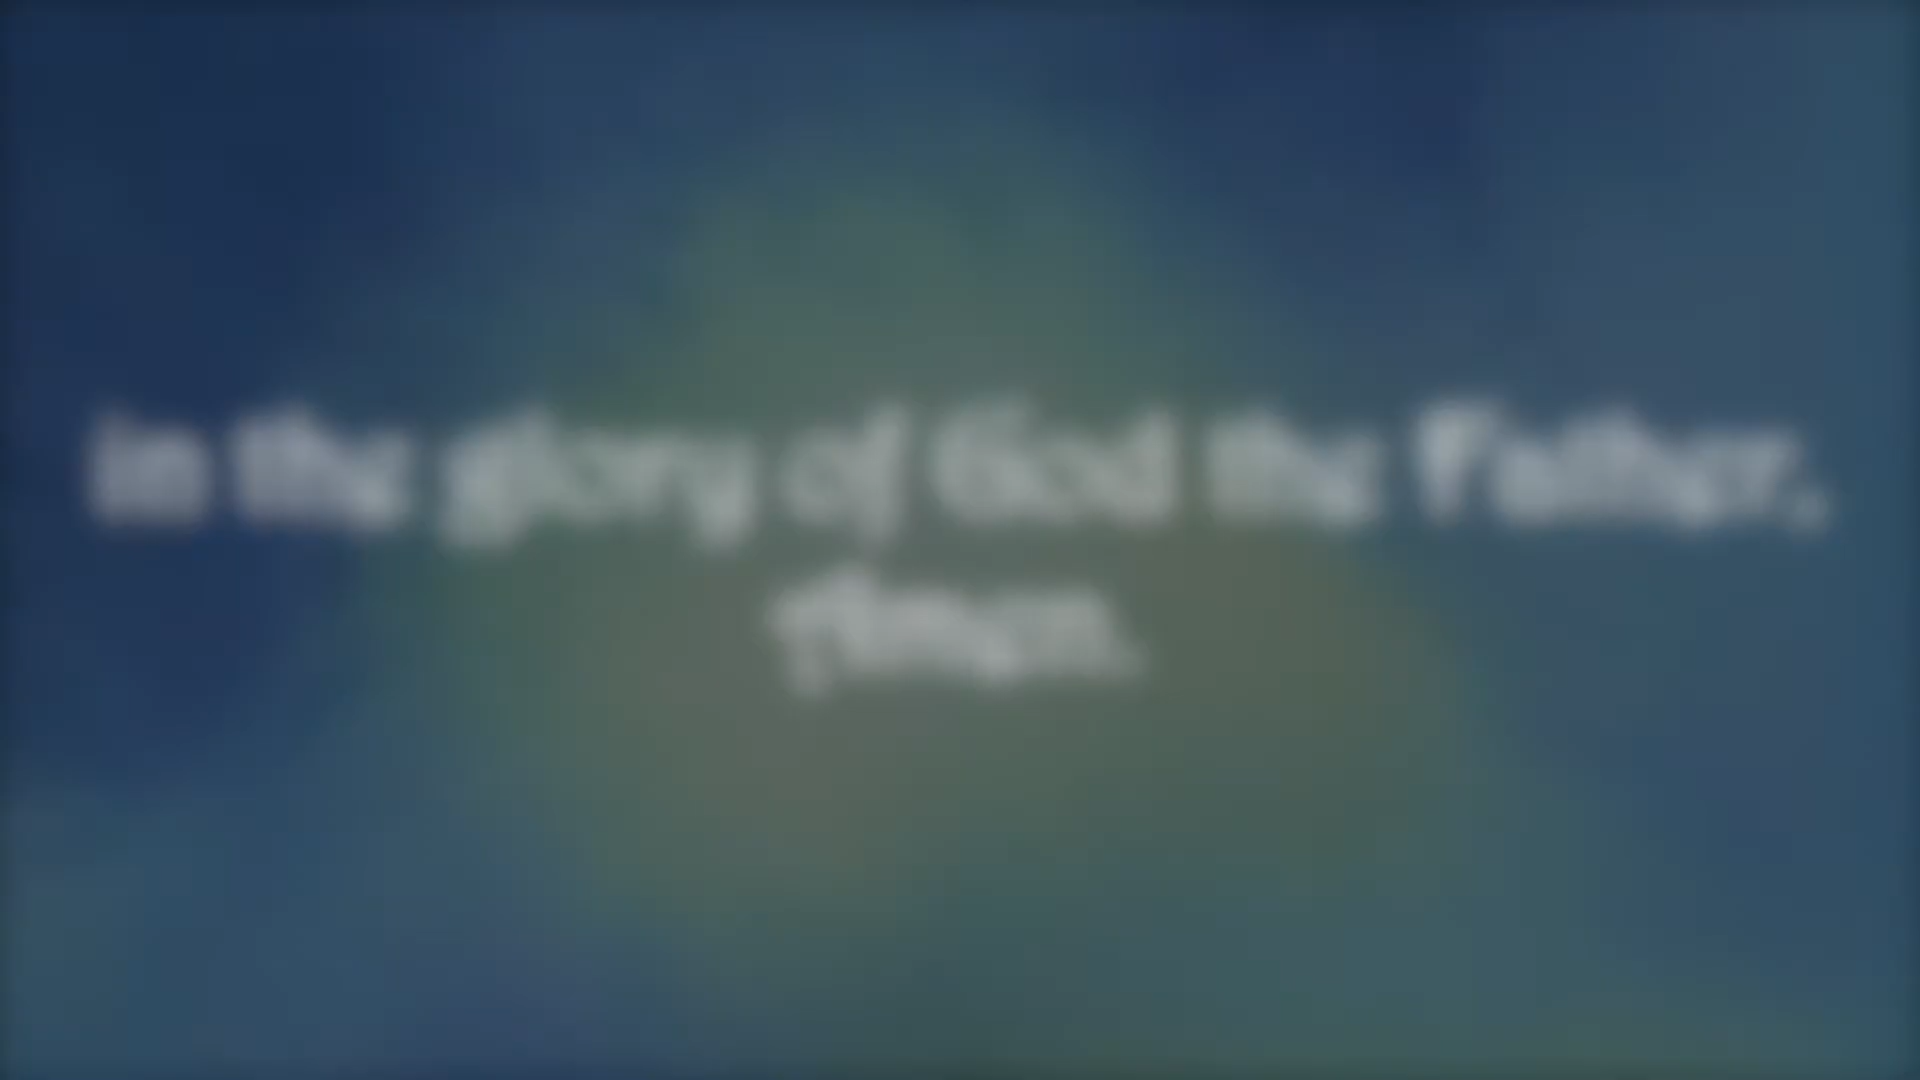 in the glory of God the Father,
Amen.